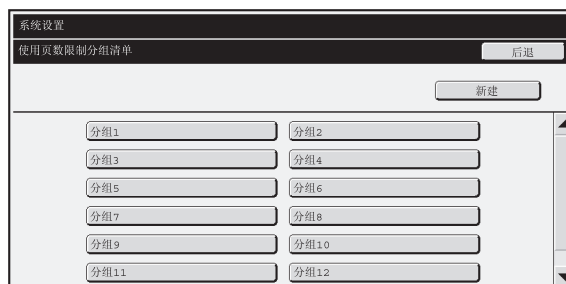 系统设置
使用页数限制分组清单 后退
新建
分组1 分组2
分组3 分组4
分组5 分组6
分组7 分组8
分组9 分组10
分组11 分组12